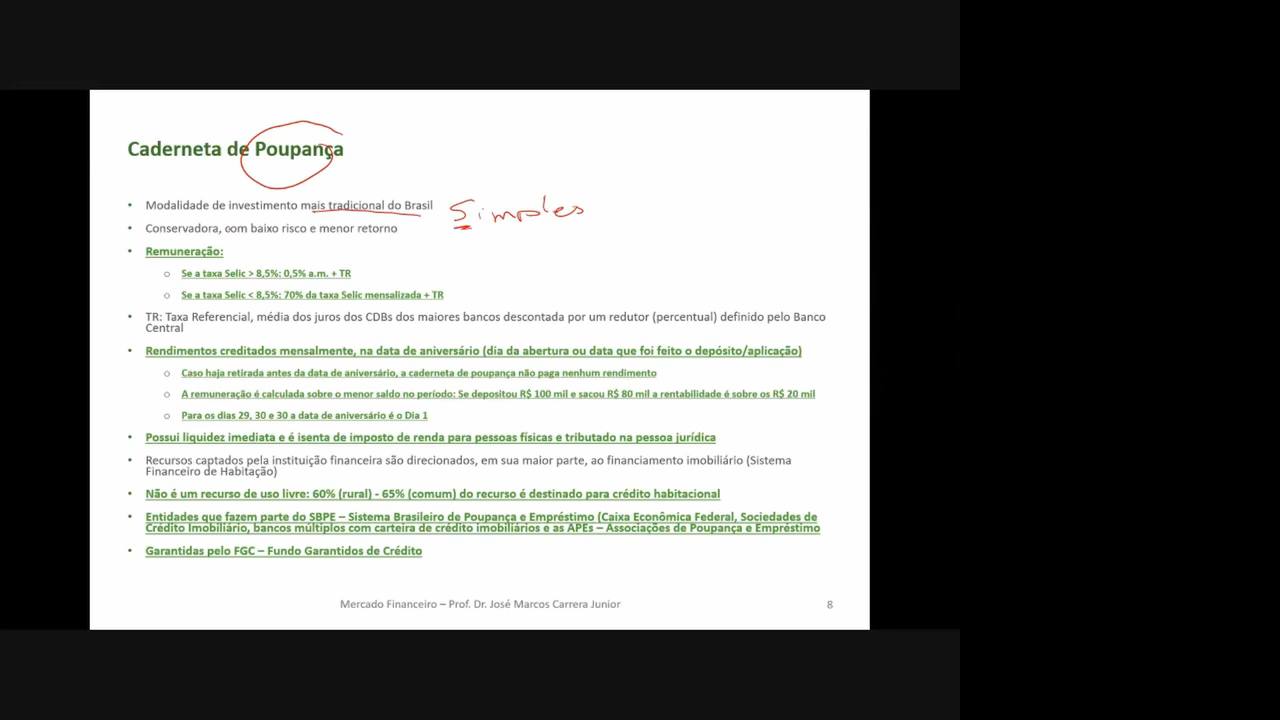 Caderneta de Poupança
• Modalidade de investimento mais tradicional do Brasil
Simples
• Conservadora, com baixo risco e menor retorno
• Remuneração:
o Se a taxa Selic > 8,5%: 0,5% a.m. + TR
o Se a taxa Selic < 8,5%: 70% da taxa Selic mensalizada + TR
• TR: Taxa Referencial, média dos juros dos CDBs dos maiores bancos descontada por um redutor (percentual) definido pelo Banco
Central
• Rendimentos creditados mensalmente, na data de aniversário (dia da abertura ou data que foi feito o depósito/aplicação)
o Caso haja retirada antes da data de aniversário, a caderneta de poupança não paga nenhum rendimento
o A remuneração é calculada sobre o menor saldo no período: Se depositou R$ 100 mil e sacou R$ 80 mil a rentabilidade é sobre os R$ 20 mil
o Para os dias 29, 30 e 30 a data de aniversário é o Dia 1
• Possui liquidez imediata e é isenta de imposto de renda para pessoas físicas e tributado na pessoa jurídica
• Recursos captados pela instituição financeira são direcionados, em sua maior parte, ao financiamento imobiliário (Sistema
Financeiro de Habitação)
• Não é um recurso de uso livre: 60% (rural) - 65% (comum) do recurso é destinado para crédito habitacional
• Entidades que fazem parte do SBPE – Sistema Brasileiro de Poupança e Empréstimo (Caixa Econômica Federal, Sociedades de
Crédito Imobiliário, bancos múltiplos com carteira de crédito imobiliários e as APEs – Associações de Poupança e Empréstimo
• Garantidas pelo FGC – Fundo Garantidos de Crédito
Mercado Financeiro – Prof. Dr. José Marcos Carrera Junior
8